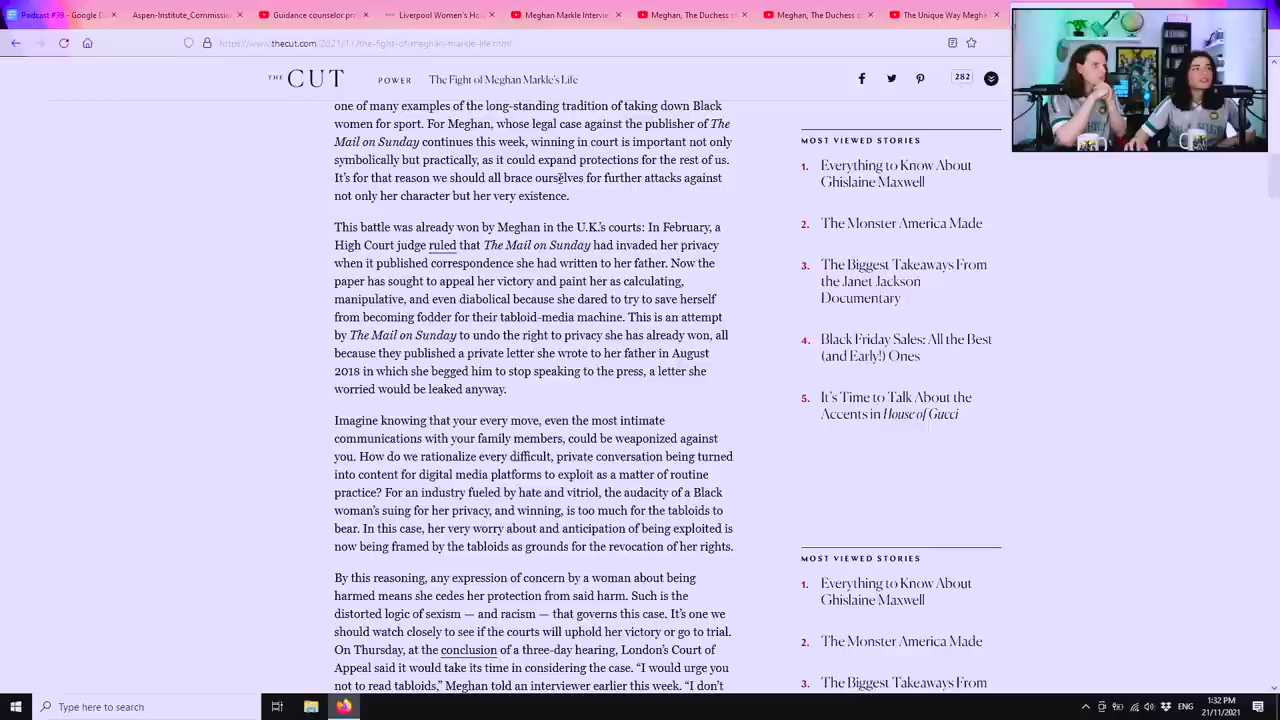 Podcast #39 - Goo
Aspen-Institute_Commission
Guidance counselor pro
Liverpool Women's Ho
Meghan Markle Intervie
Meghan, The Duchess o
Meghan, The Duchess o
The Unique Way Megh
https://www.thecut.com/2021/11/the-fight-of-meghan-markle-life.html
THE CUT
POWER
The Fight of Meghan Markle's Life
282
one of many examples of the long-standing tradition of taking down Black
women for sport. For Meghan, whose legal case against the publisher of The
Mail on Sunday continues this week, winning in court is important not only
symbolically but practically, as it could expand protections for the rest of us.
It's for that reason we should all brace ourselves for further attacks against
not only her character but her very existence.
This battle was already won by Meghan in the U.K.'s courts: In February, a
High Court judge ruled that The Mail on Sunday had invaded her privacy
when it published correspondence she had written to her father. Now the
paper has sought to appeal her victory and paint her as calculating,
manipulative, and even diabolical because she dared to try to save herself
from becoming fodder for their tabloid-media machine. This is an attempt
by The Mail on Sunday to undo the right to privacy she has already won, all
because they published a private letter she wrote to her father in August
2018 in which she begged him to stop speaking to the press, a letter she
worried would be leaked anyway.
Imagine knowing that your every move, even the most intimate
communications with your family members, could be weaponized against
you. How do we rationalize every difficult, private conversation being turned
into content for digital media platforms to exploit as a matter of routine
practice? For an industry fueled by hate and vitriol, the audacity of a Black
woman's suing for her privacy, and winning, is too much for the tabloids to
bear. In this case, her very worry about and anticipation of being exploited is
now being framed by the tabloids as grounds for the revocation of her rights.
By this reasoning, any expression of concern by a woman about being
harmed means she cedes her protection from said harm. Such is the
distorted logic of sexism — and racism — that governs this case. It's one we
should watch closely to see if the courts will uphold her victory or go to trial.
On Thursday, at the conclusion of a three-day hearing, London's Court of
Appeal said it would take its time in considering the case. “I would urge you
not to read tabloids,” Meghan told an interviewer earlier this week. “I don't
MOST VIEWED STORIES
1. Everything to Know About
Ghislaine Maxwell
2. The Monster America Made
3. The Biggest Takeaways From
the Janet Jackson
Documentary
4. Black Friday Sales: All the Best
(and Early!) Ones
5. It's Time to Talk About the
Accents in House of Gucci
MOST VIEWED STORIES
1. Everything to Know About
Ghislaine Maxwell
2. The Monster America Made
3. The Biggest Takeaways From
Type here to search
ENG
1:32 PM
21/11/2021